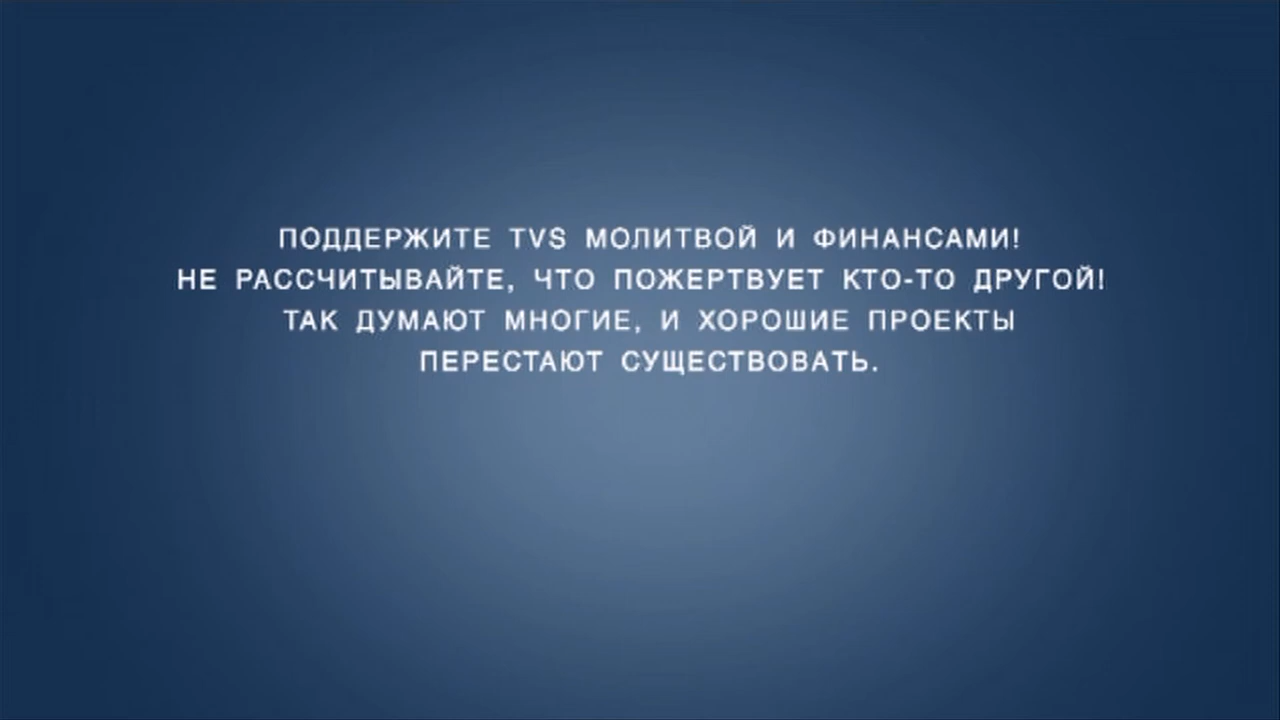 ПОДДЕРЖИТЕ TVS МОЛИТВОЙ И ФИНАНСАМИ!
НЕ РАССЧИТЫВАЙТЕ, ЧТО ПОЖЕРТВУЕТ КТО-ТО ДРУГОЙ!
ТАК ДУМАЮТ МНОГИЕ, И ХОРОШИЕ ПРОЕКТЫ
ПЕРЕСТАЮТ СУЩЕСТВОВАТЬ.